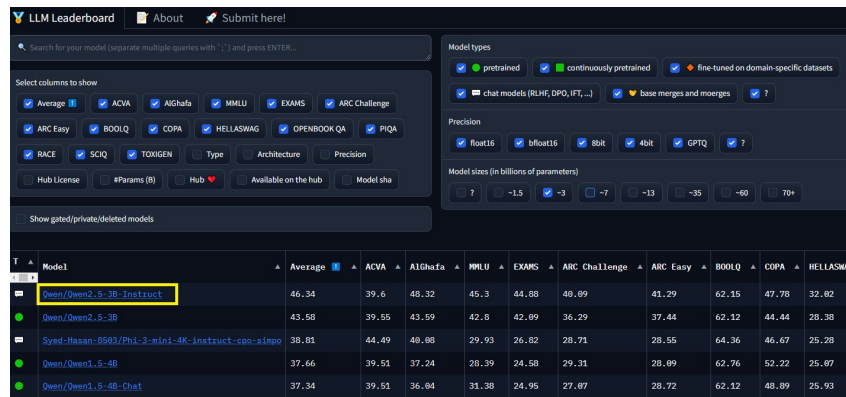 LLM Leaderboard About Submit here!
Search for your model (separate multiple queries with `;`) and press ENTER...
Select columns to show
Average ACVA AlGhafa MMLU EXAMS ARC Challenge
ARC Easy BOOLQ COPA HELLASWAG OPENBOOK QA PIQA
RACE SCIQ TOXIGEN Type Architecture Precision
Hub License #Params (B) Hub Available on the hub Model sha
Show gated/private/deleted models
Model types
pretrained continuously pretrained fine-tuned on domain-specific datasets
chat models (RLHF, DPO, IFT, ...) base merges and moerges ?
Precision
float16 bfloat16 8bit 4bit GPTQ ?
Model sizes (in billions of parameters)
? ~1.5 ~3 ~7 ~13 ~35 ~60 70+
T Model Average ACVA AlGhafa MMLU EXAMS ARC Challenge ARC Easy BOOLQ COPA HELLASWA
Qwen/Qwen2.5-3B-Instruct 46.34 39.6 48.32 45.3 44.88 40.09 41.29 62.15 47.78 32.02
Qwen/Qwen2.5-3B 43.58 39.55 43.59 42.8 42.09 36.29 37.44 62.12 44.44 28.38
Syed-Hasan-8503/Phi-3-mini-4K-instruct-cpo-simpo 38.81 44.49 40.08 29.93 26.82 28.71 28.55 64.36 46.67 25.28
Qwen/Qwen1.5-4B 37.66 39.51 37.24 28.39 24.58 29.31 28.09 62.76 52.22 25.07
Qwen/Qwen1.5-4B-Chat 37.34 39.51 36.04 31.38 24.95 27.07 28.72 62.12 48.89 25.93